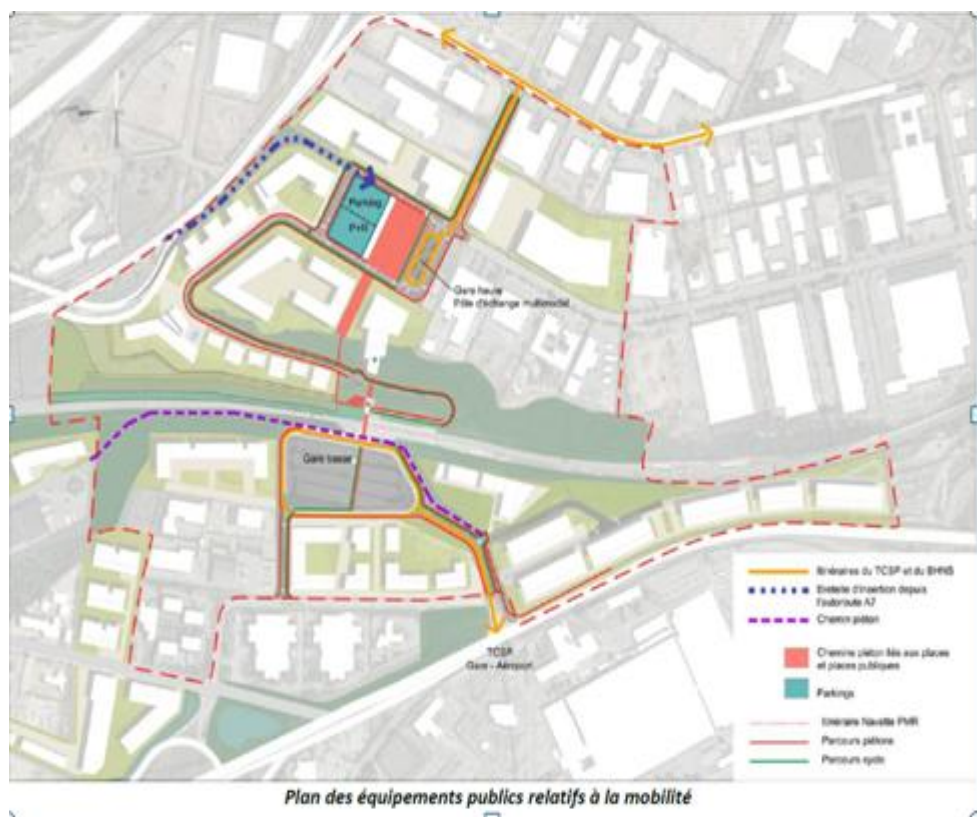 Parking
P+R
Gare haute
Pôle d'échange multimodal
Gare basse
TCSP
Gare - Aéroport
Itinéraires du TCSP et du BHNS
Bretelle d'insertion depuis
l'autoroute A7
Chemin piéton
Chemins piéton liés aux places
et places publiques
Parkings
Itinéraire Navette PMR
Parcours piétons
Parcours cyclo
Plan des équipements publics relatifs à la mobilité